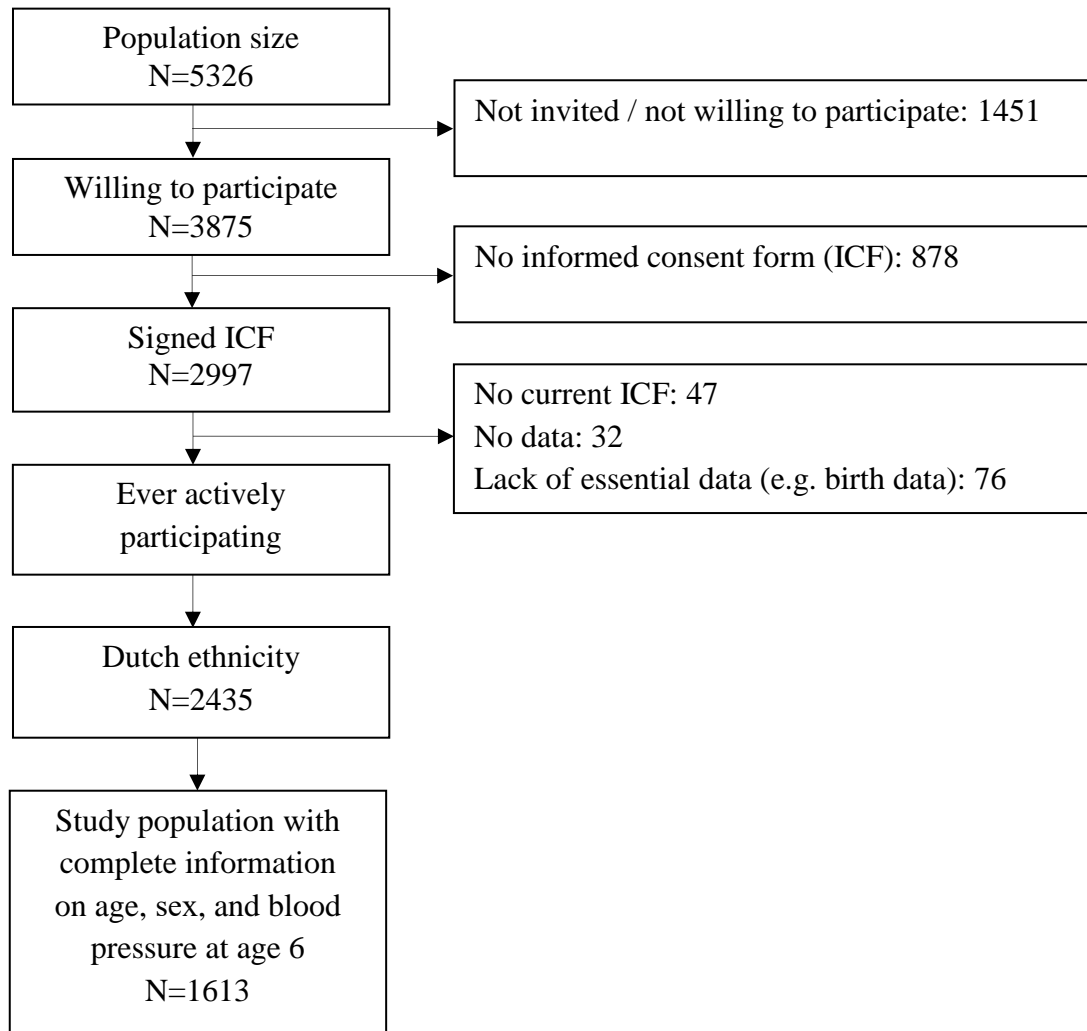 Population size
N=5326
Not invited / not willing to participate: 1451
Willing to participate
N=3875
No informed consent form (ICF): 878
Signed ICF
N=2997
No current ICF: 47
No data: 32
Lack of essential data (e.g. birth data): 76
Ever actively
participating
Dutch ethnicity
N=2435
Study population with
complete information
on age, sex, and blood
pressure at age 6
N=1613